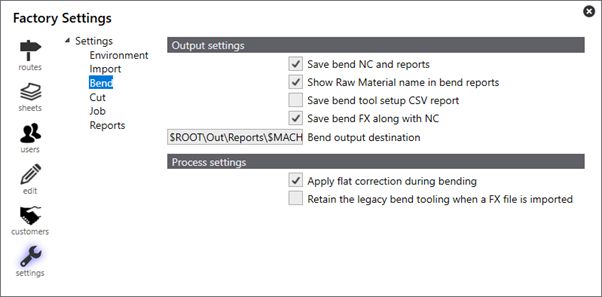 Factory Settings
routes
sheets
users
edit
customers
settings
Settings
Environment
Import
Bend
Cut
Job
Reports
Output settings
Save bend NC and reports
Show Raw Material name in bend reports
Save bend tool setup CSV report
Save bend FX along with NC
$ROOT\Out\Reports\$MACH Bend output destination
Process settings
Apply flat correction during bending
Retain the legacy bend tooling when a FX file is imported